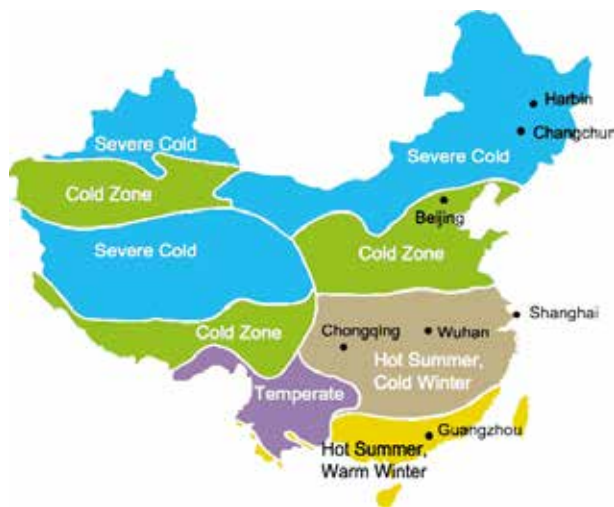 Harbin
Changchun
Severe Cold
Severe Cold
Cold Zone
Beijing
Severe Cold
Cold Zone
Shanghai
Cold Zone
Chongqing
Wuhan
Hot Summer,
Cold Winter
Temperate
Guangzhou
Hot Summer,
Warm Winter